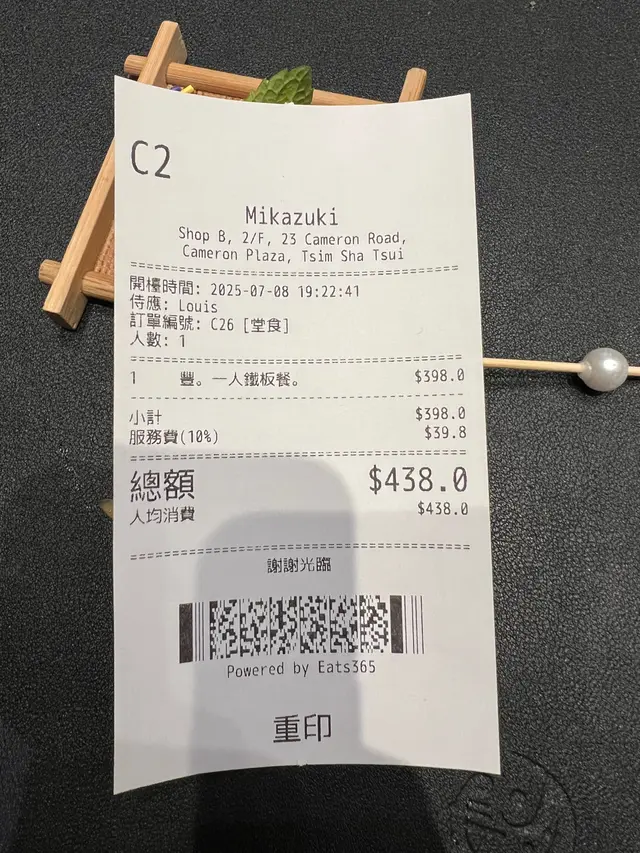 C2
Mikazuki
Shop B, 2/F, 23 Cameron Road,
Cameron Plaza, Tsim Sha Tsui
開檯時間: 2025-07-08 19:22:41
侍應: Louis
訂單編號: C26 [堂食]
人數: 1
1 豐。一人鐵板餐。 $398.0
小計 $398.0
服務費(10%) $39.8
總額 $438.0
人均消費 $438.0
謝謝光臨
Powered by Eats365
重印